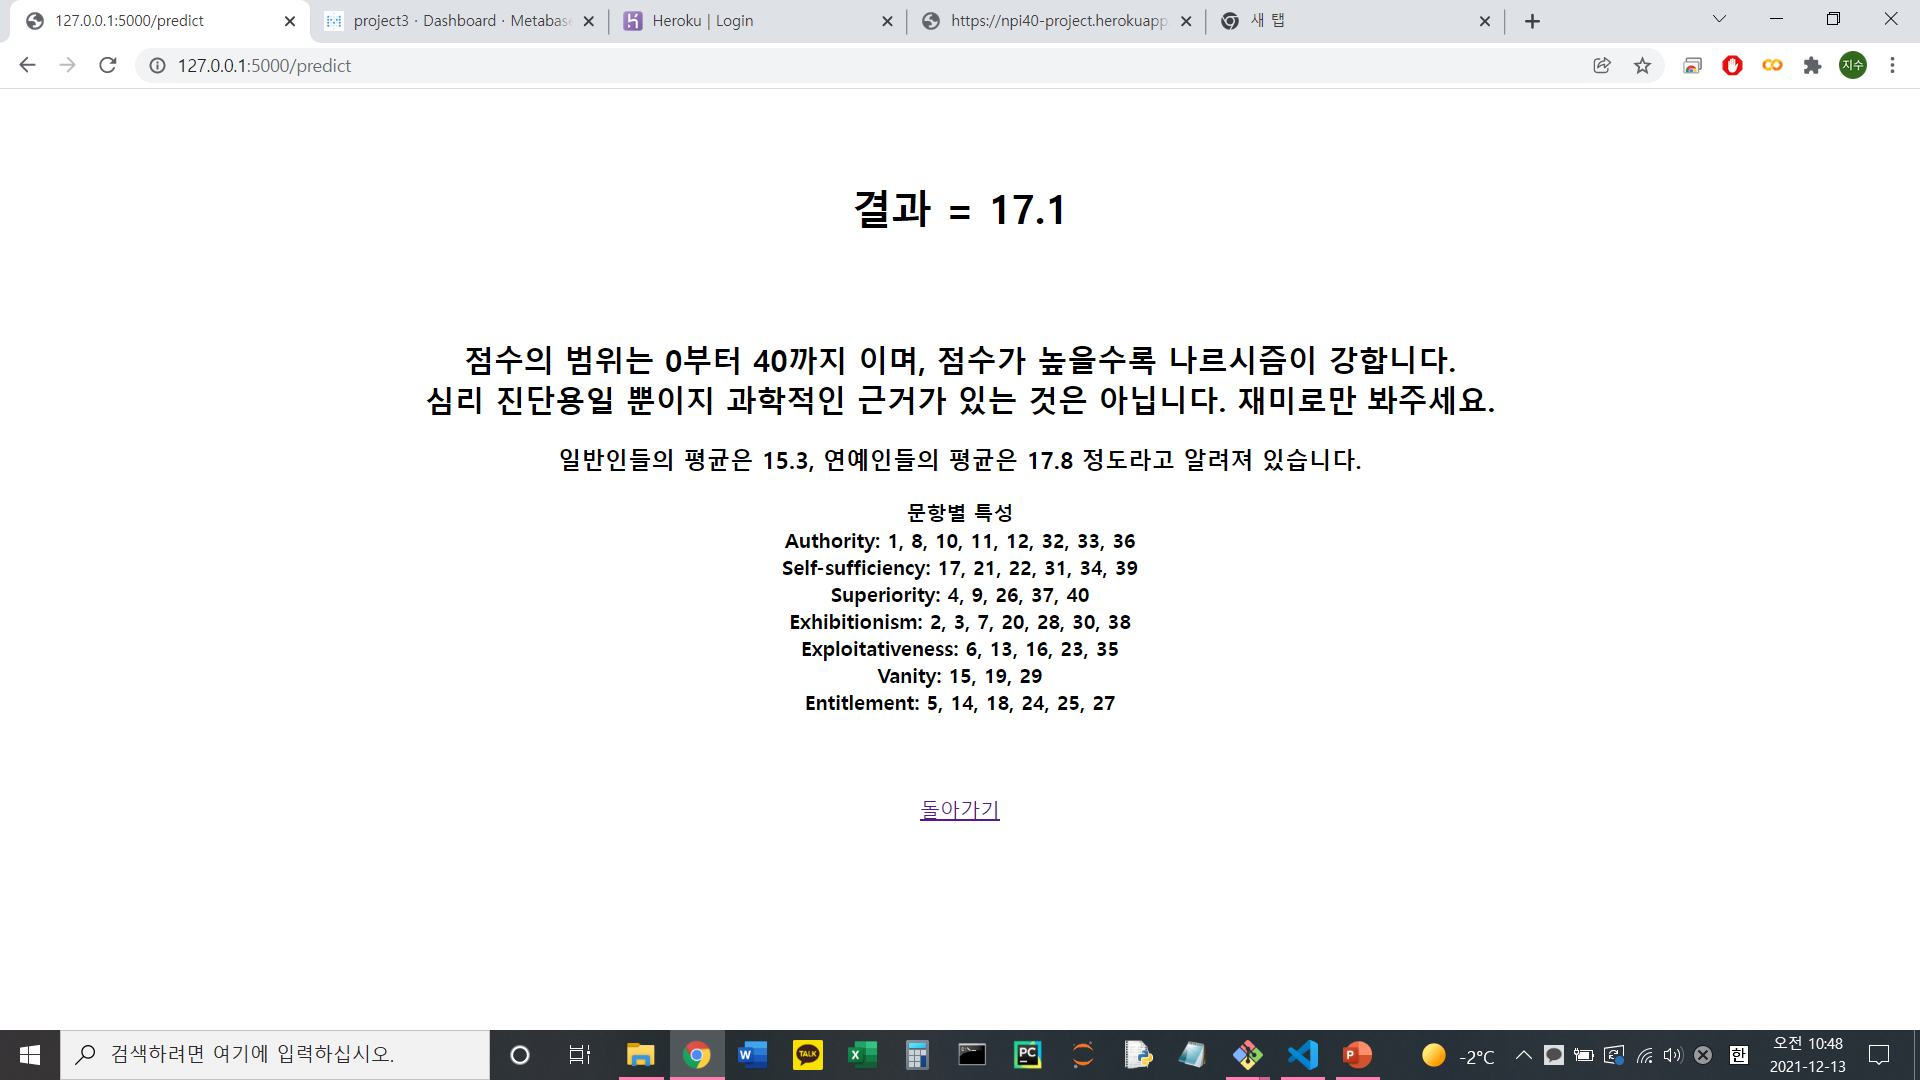 127.0.0.1:5000/predict
project3 · Dashboard · Metabase
Heroku | Login
https://npi40-project.herokuapp
새 탭
127.0.0.1:5000/predict
지수
결과 = 17.1
점수의 범위는 0부터 40까지 이며, 점수가 높을수록 나르시즘이 강합니다.
심리 진단용일 뿐이지 과학적인 근거가 있는 것은 아닙니다. 재미로만 봐주세요.
일반인들의 평균은 15.3, 연예인들의 평균은 17.8 정도라고 알려져 있습니다.
문항별 특성
Authority: 1, 8, 10, 11, 12, 32, 33, 36
Self-sufficiency: 17, 21, 22, 31, 34, 39
Superiority: 4, 9, 26, 37, 40
Exhibitionism: 2, 3, 7, 20, 28, 30, 38
Exploitativeness: 6, 13, 16, 23, 35
Vanity: 15, 19, 29
Entitlement: 5, 14, 18, 24, 25, 27
돌아가기
검색하려면 여기에 입력하십시오.
TALK
PC
-2°C
한
오전 10:48
2021-12-13